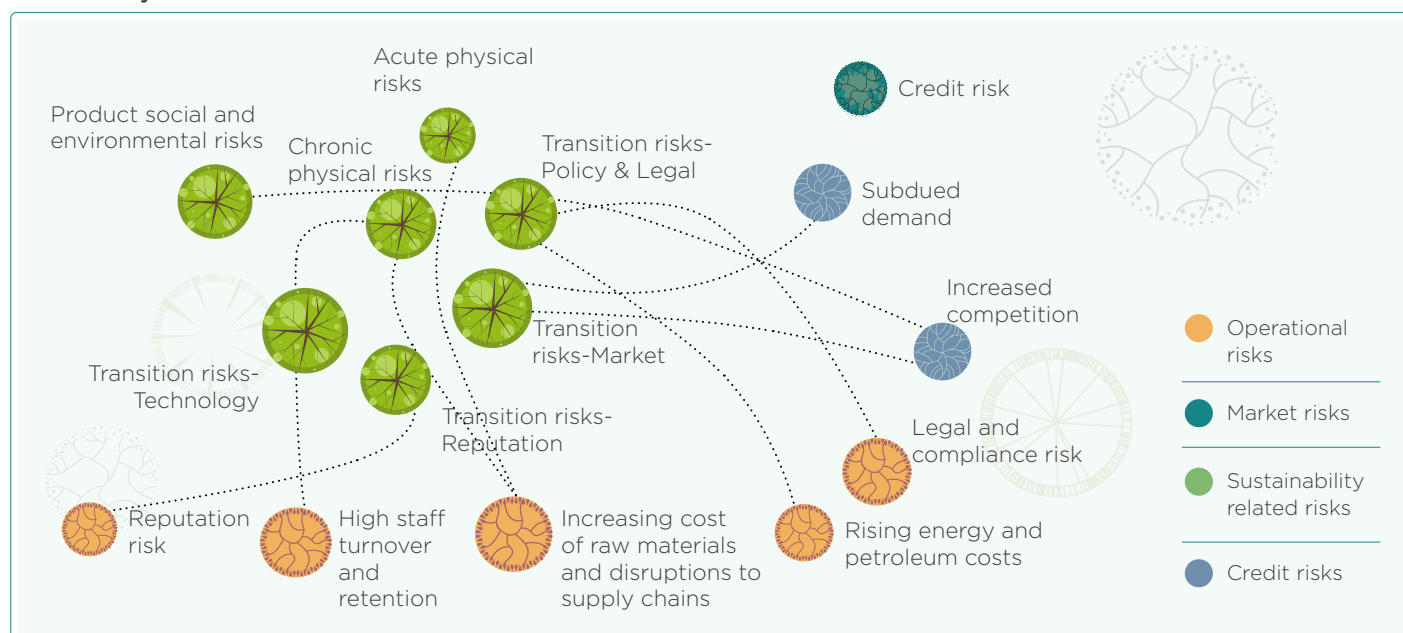 Acute physical
risks
Credit risk
Product social and
environmental risks
Chronic
physical risks
Transition risks-
Policy & Legal
Subdued
demand
Increased
competition
Transition
risks-Market
Transition risks-
Technology
Transition risks-
Reputation
Legal and
compliance risk
Reputation
risk
High staff
turnover
and
retention
Increasing cost
of raw materials
and disruptions to
supply chains
Rising energy and
petroleum costs
Operational
risks
Market risks
Sustainability
related risks
Credit risks